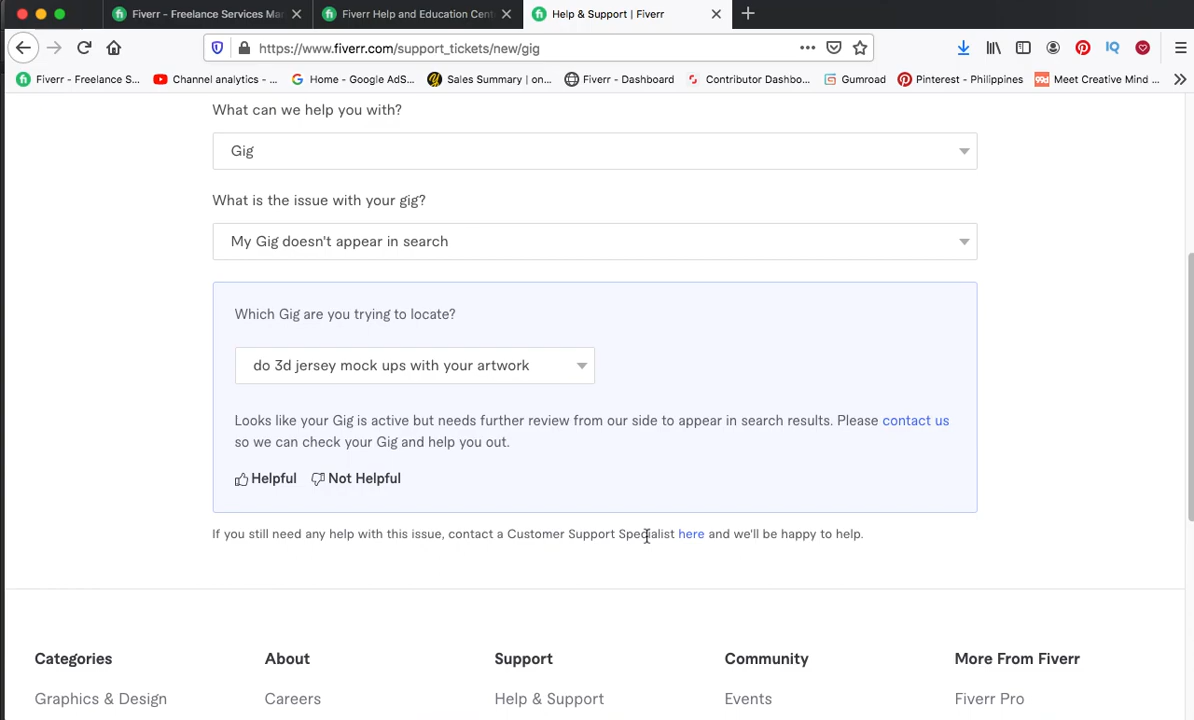 Fiverr - Freelance Services Ma
Fiverr Help and Education Cent
Help & Support | Fiverr
https://www.fiverr.com/support_tickets/new/gig
Fiverr - Freelance S...
Channel analytics - ...
Home - Google AdS...
Sales Summary | on...
Fiverr - Dashboard
Contributor Dashbo...
Gumroad
Pinterest - Philippines
99d
Meet Creative Mind ...
IQ
What can we help you with?
Gig
What is the issue with your gig?
My Gig doesn't appear in search
Which Gig are you trying to locate?
do 3d jersey mock ups with your artwork
Looks like your Gig is active but needs further review from our side to appear in search results. Please contact us
so we can check your Gig and help you out.
Helpful
Not Helpful
If you still need any help with this issue, contact a Customer Support Specialist here and we'll be happy to help.
Categories
About
Support
Community
More From Fiverr
Graphics & Design
Careers
Help & Support
Events
Fiverr Pro